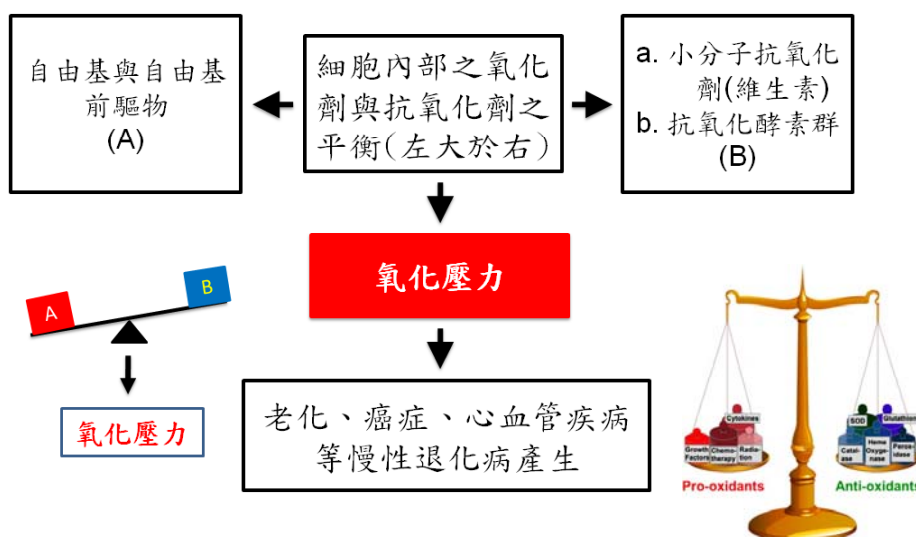 自由基與自由基
前驅物
(A)
細胞內部之氧化
劑與抗氧化劑之
平衡(左大於右)
a. 小分子抗氧化
劑(維生素)
b. 抗氧化酵素群
(B)
氧化壓力
A
B
氧化壓力
老化、癌症、心血管疾病
等慢性退化病產生
Cytokines
Growth
Factors
Chemo-
therapy
Radia-
tion
Pro-oxidants
SOD
Glutathion
Catal-
ase
Heme
Oxyge-
nase
Perox-
idase
Anti-oxidants